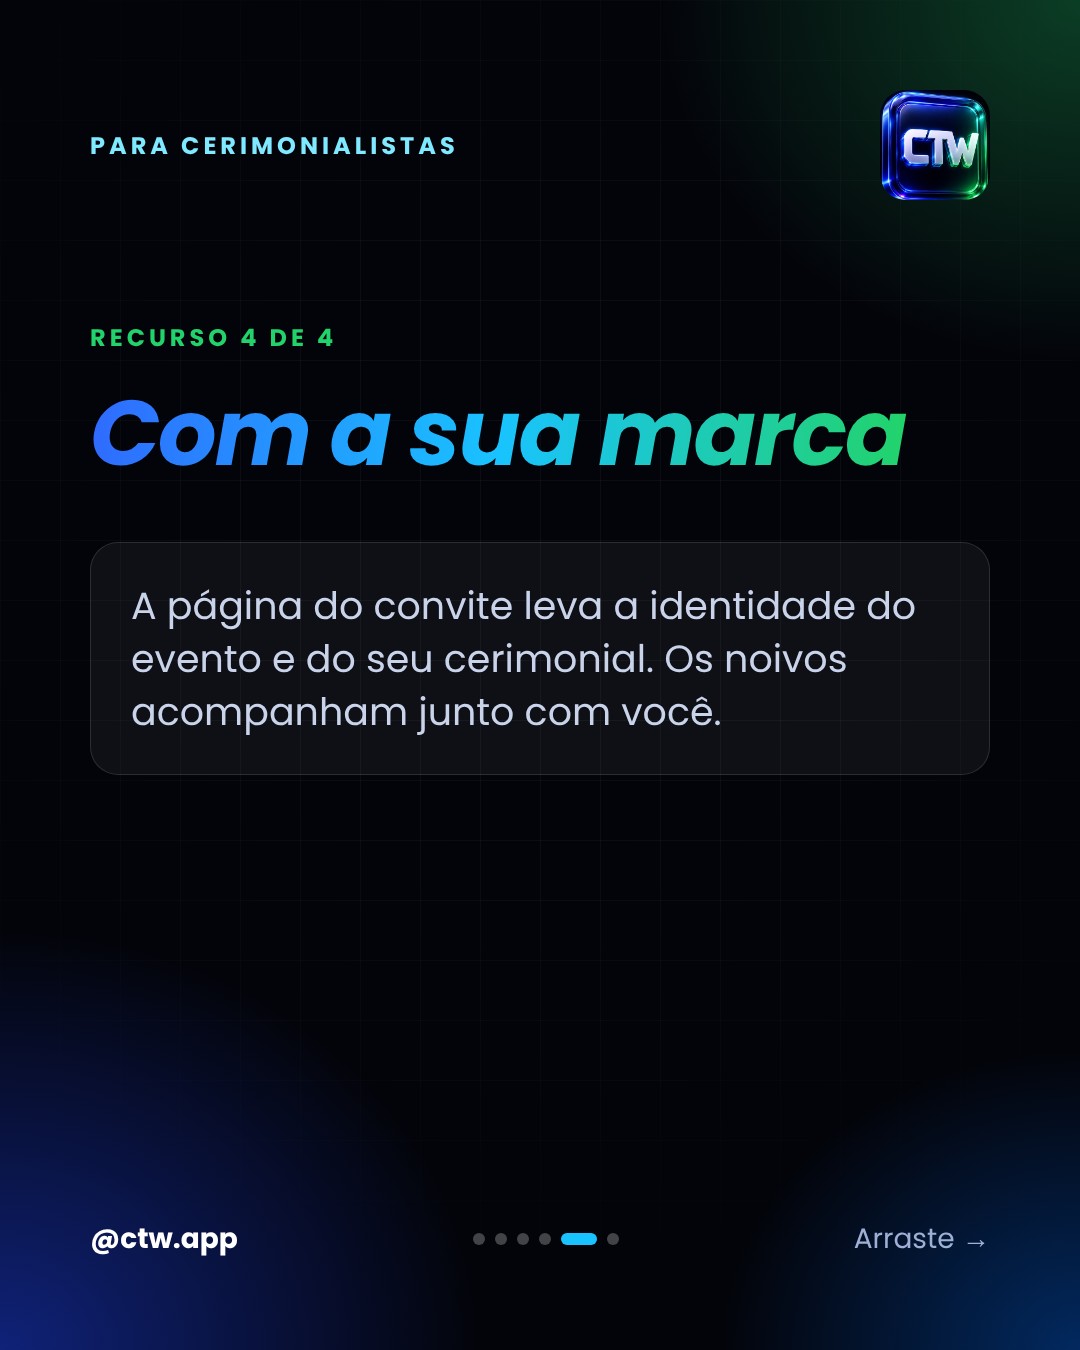 PARA CERIMONIALISTAS
CTW
RECURSO 4 DE 4
Com a sua marca
A página do convite leva a identidade do
evento e do seu cerimonial. Os noivos
acompanham junto com você.
@ctw.app
Arraste →